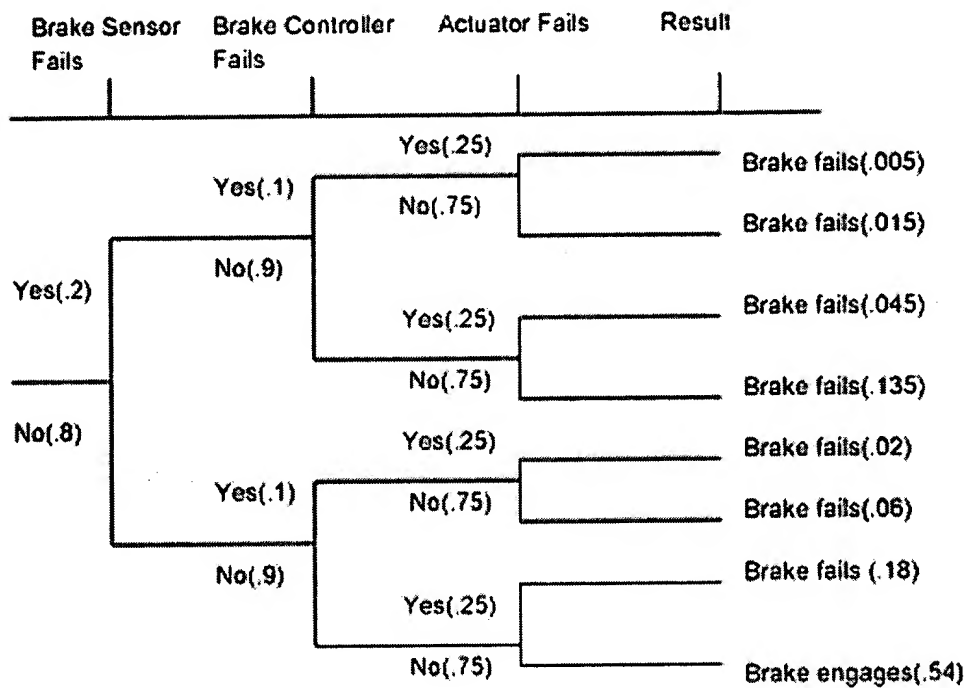 Brake Sensor
Fails
Brake Controller
Fails
Actuator Fails
Result
Yes(.25)
Brake fails(.005)
Yes(.1)
No(.75)
Brake fails(.015)
No(.9)
Yes(.2)
Yes(.25)
Brake fails(.045)
No(.75)
Brake fails(.135)
No(.8)
Yes(.25)
Brake fails(.02)
Yes(.1)
No(.75)
Brake fails(.06)
No(.9)
Brake fails (.18)
Yes(.25)
No(.75)
Brake engages(.54)